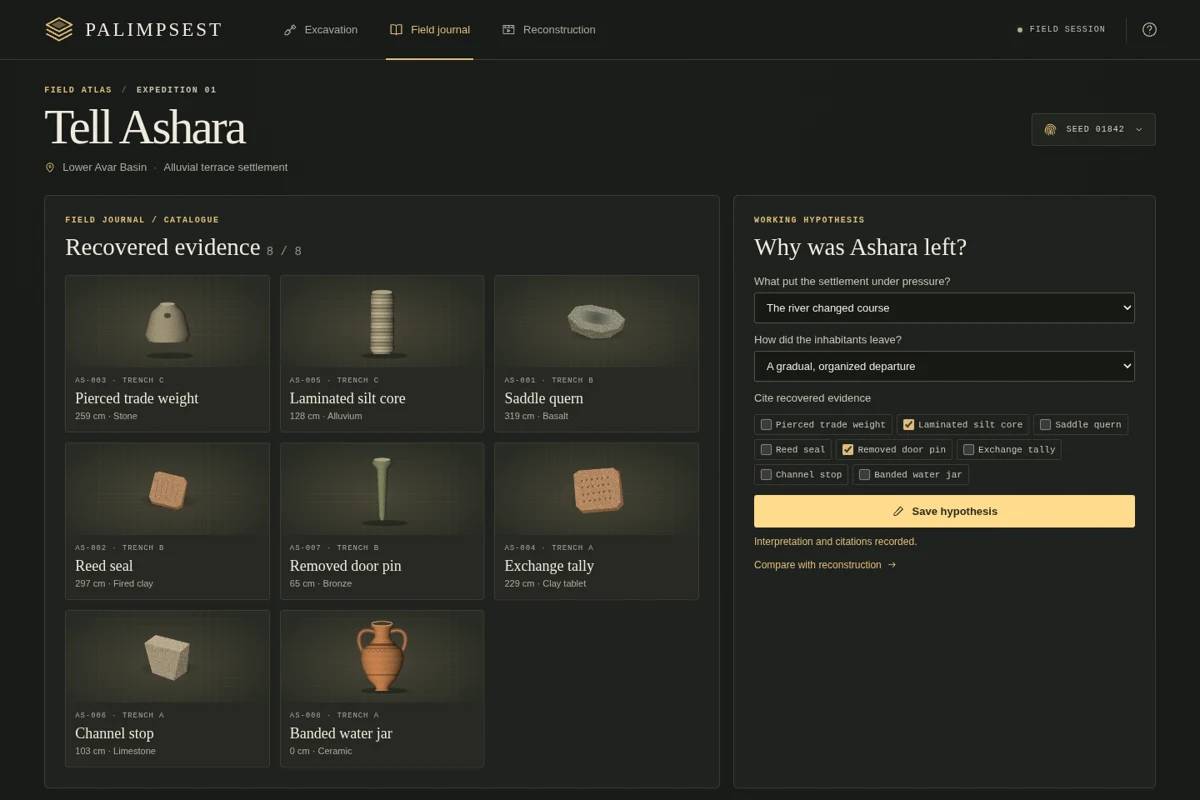 PALIMPSEST
Excavation
Field journal
Reconstruction
FIELD SESSION
FIELD ATLAS / EXPEDITION 01
Tell Ashara
SEED 01842
Lower Avar Basin · Alluvial terrace settlement
FIELD JOURNAL / CATALOGUE
Recovered evidence 8 / 8
AS-003 · TRENCH C
Pierced trade weight
259 cm · Stone
AS-005 · TRENCH C
Laminated silt core
128 cm · Alluvium
AS-001 · TRENCH B
Saddle quern
319 cm · Basalt
AS-002 · TRENCH B
Reed seal
297 cm · Fired clay
AS-007 · TRENCH B
Removed door pin
65 cm · Bronze
AS-004 · TRENCH A
Exchange tally
229 cm · Clay tablet
AS-006 · TRENCH A
Channel stop
103 cm · Limestone
AS-008 · TRENCH A
Banded water jar
0 cm · Ceramic
WORKING HYPOTHESIS
Why was Ashara left?
What put the settlement under pressure?
The river changed course
How did the inhabitants leave?
A gradual, organized departure
Cite recovered evidence
Pierced trade weight
Laminated silt core
Saddle quern
Reed seal
Removed door pin
Exchange tally
Channel stop
Banded water jar
Save hypothesis
Interpretation and citations recorded.
Compare with reconstruction →